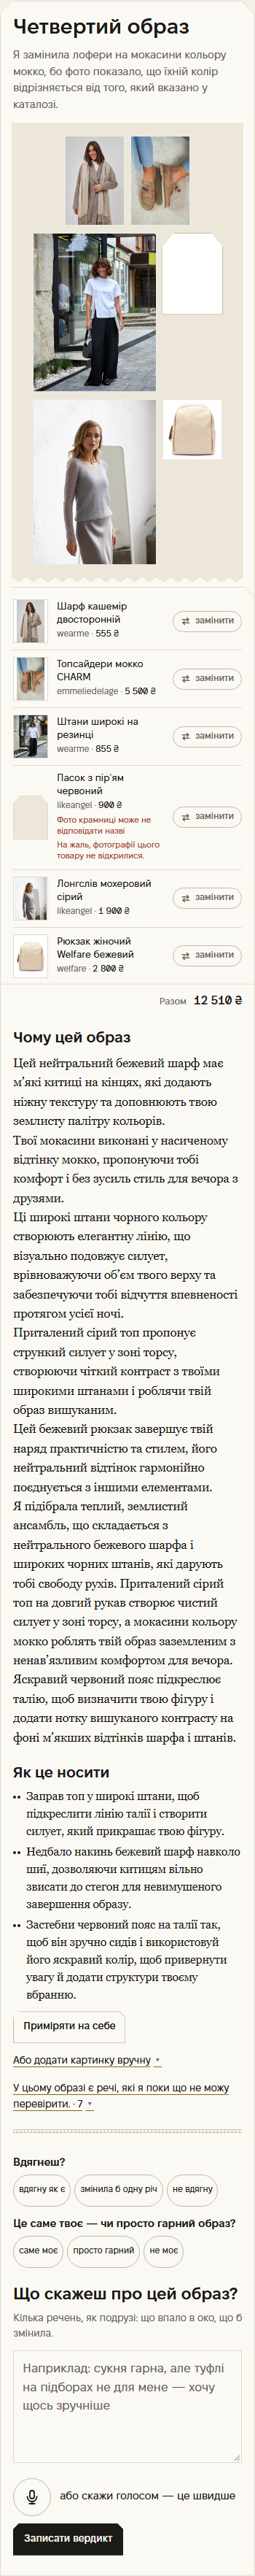 Четвертий образ
Я замінила лофери на мокасини кольору
мокко, бо фото показало, що їхній колір
відрізняється від того, який вказано у
каталозі.
Шарф кашемір
двосторонній
wearme · 555 ₴
замінити
Топсайдери мокко
CHARM
emmeliedelage · 5 500 ₴
замінити
Штани широкі на
резинці
wearme · 855 ₴
замінити
Пасок з пір'ям
червоний
likeangel · 900 ₴
Фото крамниці може не
відповідати назві
На жаль, фотографії цього
товару не відкрилися.
замінити
Лонгслів мохеровий
сірий
likeangel · 1 900 ₴
замінити
Рюкзак жіночий
Welfare бежевий
welfare · 2 800 ₴
замінити
Разом 12 510 ₴
Чому цей образ
Цей нейтральний бежевий шарф має
м'які китиці на кінцях, які додають
ніжну текстуру та доповнюють твою
землисту палітру кольорів.
Твої мокасини виконані у насиченому
відтінку мокко, пропонуючи тобі
комфорт і без зусиль стиль для вечора з
друзями.
Ці широкі штани чорного кольору
створюють елегантну лінію, що
візуально подовжує силует,
врівноважуючи об'єм твого верху та
забезпечуючи тобі відчуття впевненості
протягом усієї ночі.
Приталений сірий топ пропонує
стрункий силует у зоні торсу,
створюючи чіткий контраст з твоїми
широкими штанами і роблячи твій
образ вишуканим.
Цей бежевий рюкзак завершує твій
наряд практичністю та стилем, його
нейтральний відтінок гармонійно
поєднується з іншими елементами.
Я підібрала теплий, землистий
ансамбль, що складається з
нейтрального бежевого шарфа і
широких чорних штанів, які дарують
тобі свободу рухів. Приталений сірий
топ на довгий рукав створює чистий
силует у зоні торсу, а мокасини кольору
мокко роблять твій образ заземленим з
ненав'язливим комфортом для вечора.
Яскравий червоний пояс підкреслює
талію, щоб визначити твою фігуру і
додати нотку вишуканого контрасту на
фоні м'якших відтінків шарфа і штанів.
Як це носити
•• Заправ топ у широкі штани, щоб
підкреслити лінію талії і створити
силует, який прикрашає твою фігуру.
•• Недбало накинь бежевий шарф навколо
шиї, дозволяючи китицям вільно
звисати до стегон для невимушеного
завершення образу.
•• Застебни червоний пояс на талії так,
щоб він зручно сидів і використовуй
його яскравий колір, щоб привернути
увагу й додати структури твоєму
вбранню.
Приміряти на себе
Або додати картинку вручну ▾
У цьому образі є речі, які я поки що не можу
перевірити. · 7 ▾
Вдягнеш?
вдягну як є
змінила б одну річ
не вдягну
Це саме твоє — чи просто гарний образ?
саме моє
просто гарний
не моє
Що скажеш про цей образ?
Кілька речень, як подрузі: що впало в око, що б
змінила.
Наприклад: сукня гарна, але туфлі
на підборах не для мене — хочу
щось зручніше
або скажи голосом — це швидше
Записати вердикт